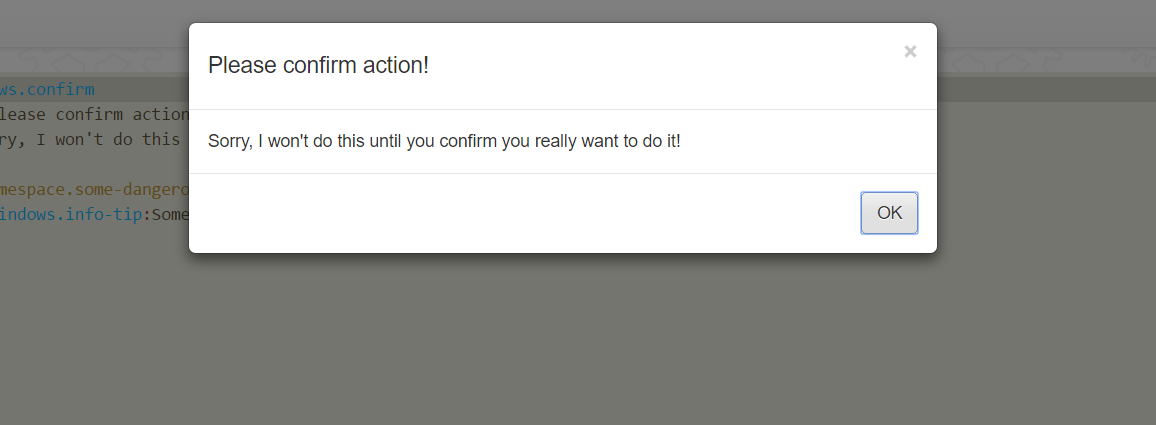 Please confirm action!
×
Sorry, I won't do this until you confirm you really want to do it!
OK
ws.confirm
lease confirm action
ry, I won't do this
mespace.some-dangero
indows.info-tip:Some